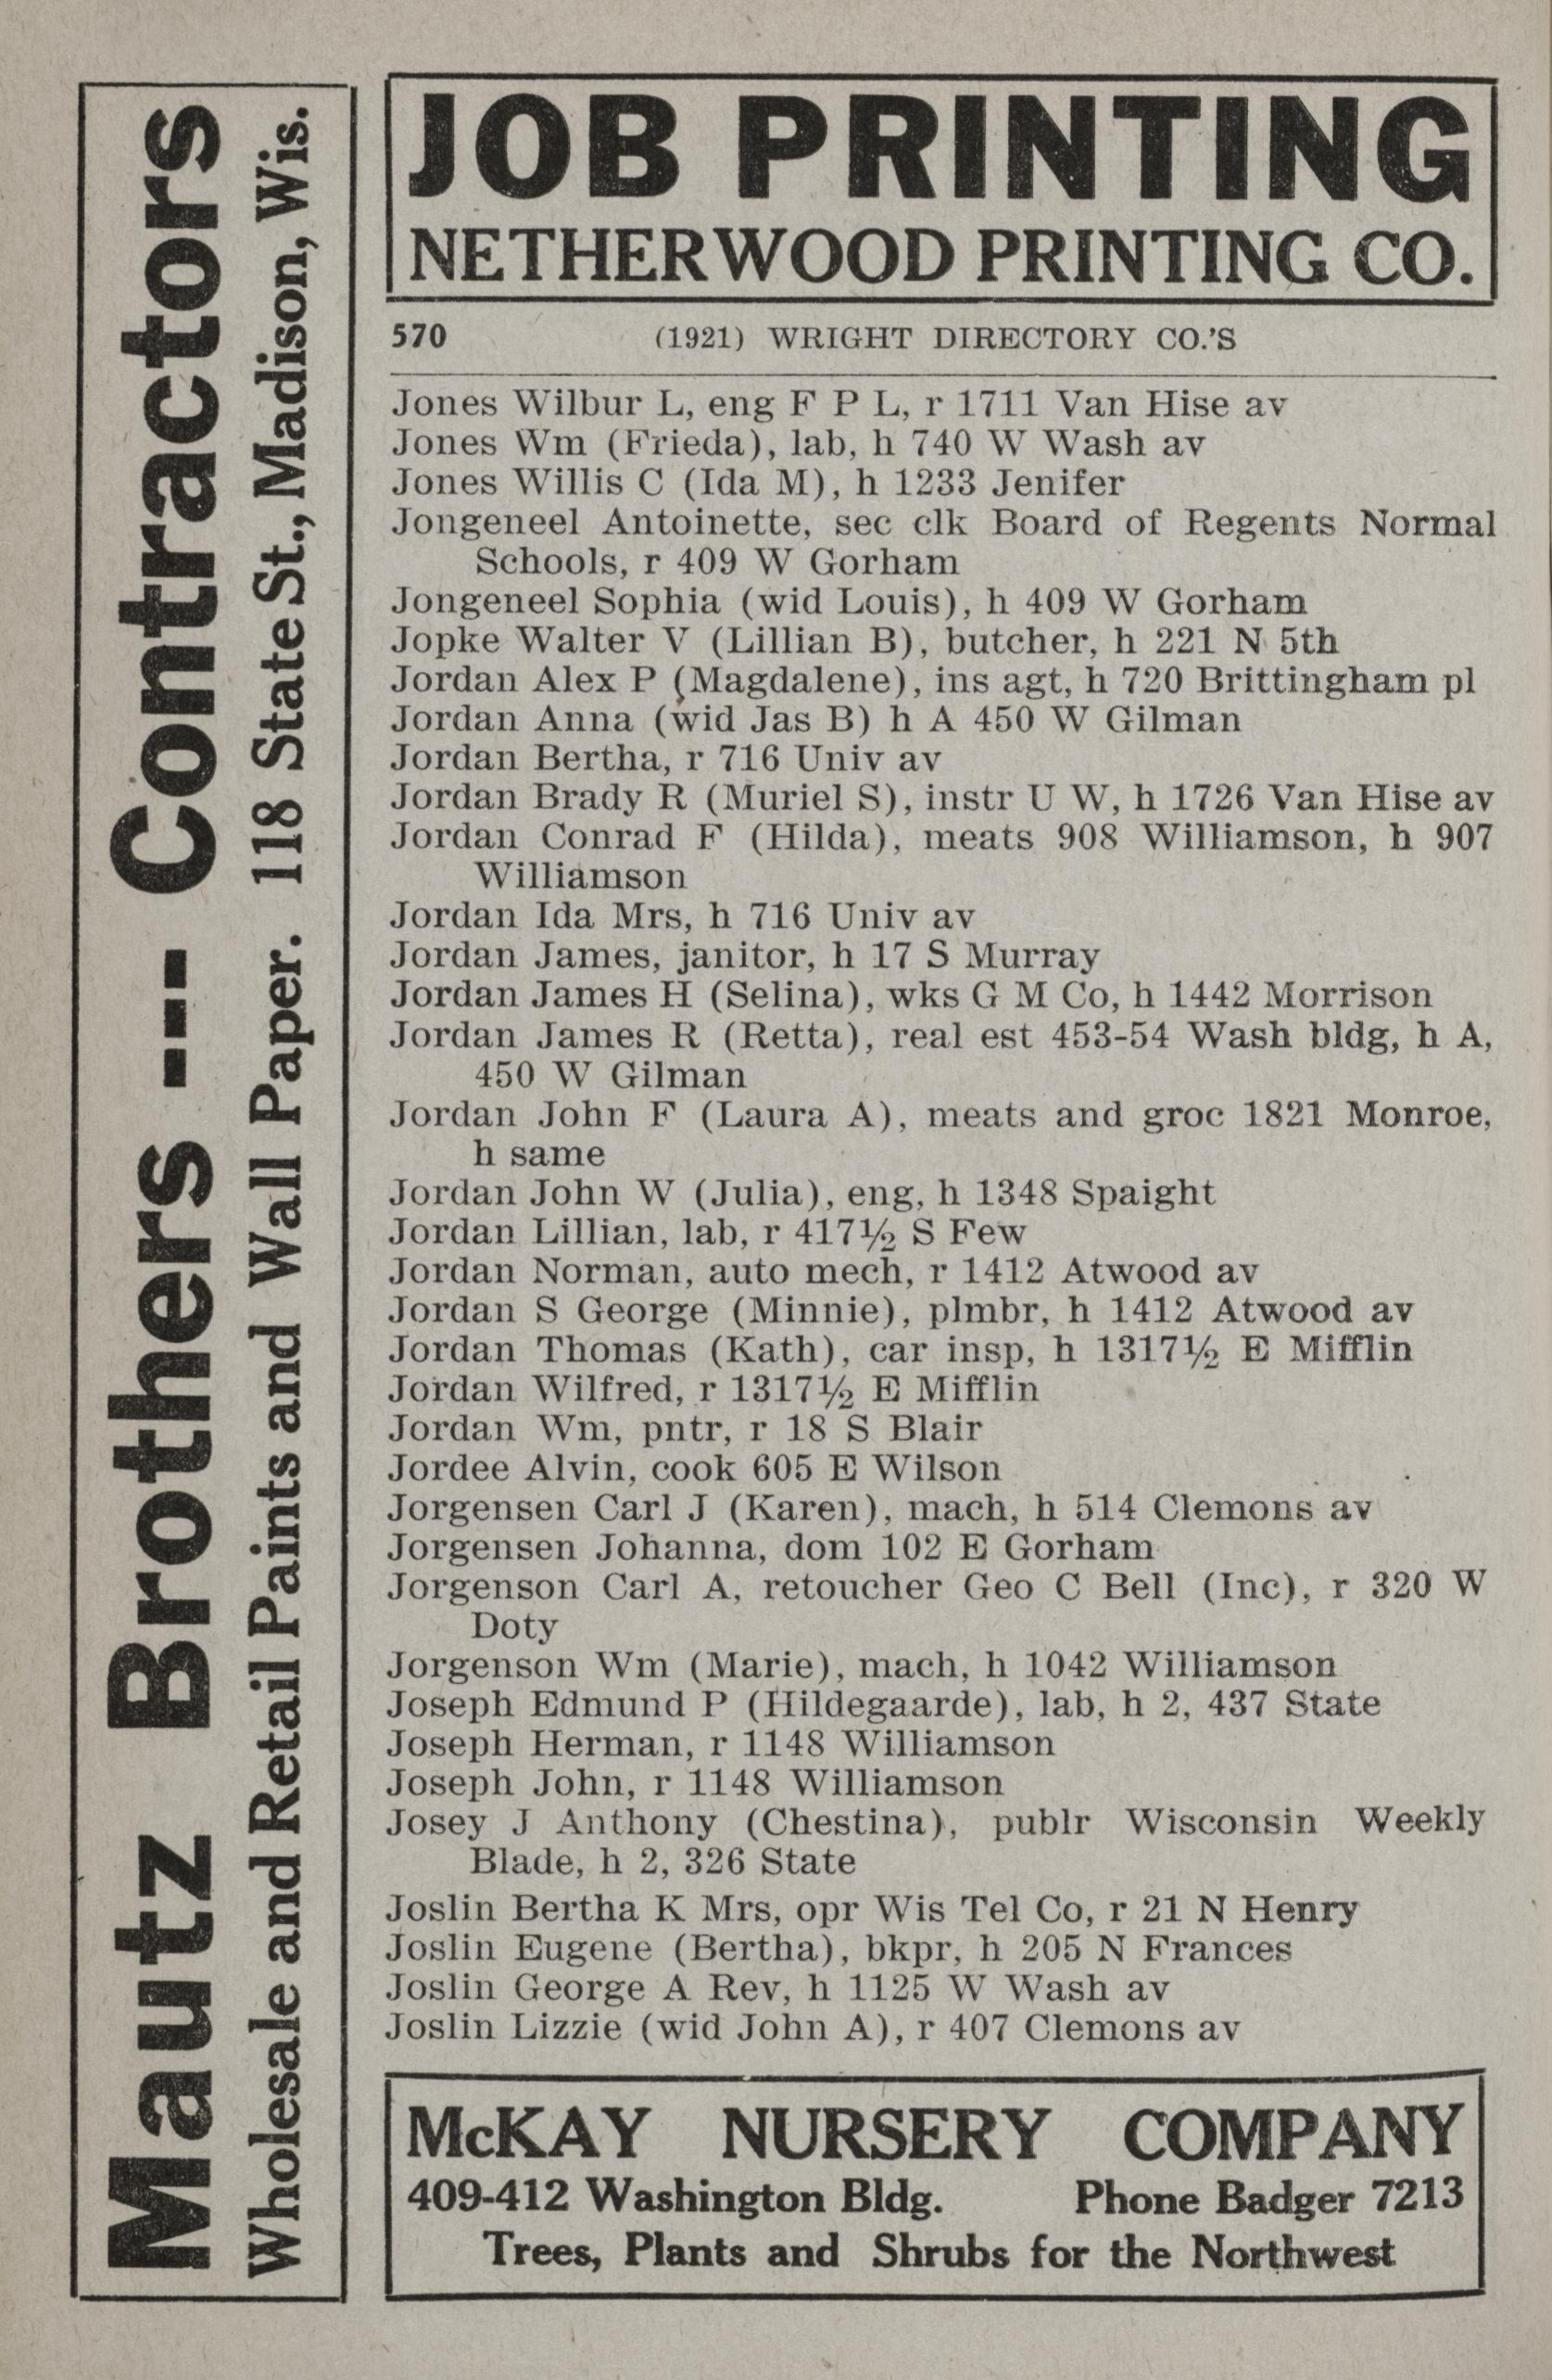 Mautz Brothers --- Contractors
Wholesale and Retail Paints and Wall Paper. 118 State St., Madison, Wis.
JOB PRINTING
NETHERWOOD PRINTING CO.
570 (1921) WRIGHT DIRECTORY CO.'S
Jones Wilbur L, eng F P L, r 1711 Van Hise av
Jones Wm (Frieda), lab, h 740 W Wash av
Jones Willis C (Ida M), h 1233 Jenifer
Jongeneel Antoinette, sec clk Board of Regents Normal
Schools, r 409 W Gorham
Jongeneel Sophia (wid Louis), h 409 W Gorham
Jopke Walter V (Lillian B), butcher, h 221 N 5th
Jordan Alex P (Magdalene), ins agt, h 720 Brittingham pl
Jordan Anna (wid Jas B) h A 450 W Gilman
Jordan Bertha, r 716 Univ av
Jordan Brady R (Muriel S), instr U W, h 1726 Van Hise av
Jordan Conrad F (Hilda), meats 908 Williamson, h 907
Williamson
Jordan Ida Mrs, h 716 Univ av
Jordan James, janitor, h 17 S Murray
Jordan James H (Selina), wks G M Co, h 1442 Morrison
Jordan James R (Retta), real est 453-54 Wash bldg, h A,
450 W Gilman
Jordan John F (Laura A), meats and groc 1821 Monroe,
h same
Jordan John W (Julia), eng, h 1348 Spaight
Jordan Lillian, lab, r 417½ S Few
Jordan Norman, auto mech, r 1412 Atwood av
Jordan S George (Minnie), plmbr, h 1412 Atwood av
Jordan Thomas (Kath), car insp, h 1317½ E Mifflin
Jordan Wilfred, r 1317½ E Mifflin
Jordan Wm, pntr, r 18 S Blair
Jordee Alvin, cook 605 E Wilson
Jorgensen Carl J (Karen), mach, h 514 Clemons av
Jorgensen Johanna, dom 102 E Gorham
Jorgenson Carl A, retoucher Geo C Bell (Inc), r 320 W
Doty
Jorgenson Wm (Marie), mach, h 1042 Williamson
Joseph Edmund P (Hildegaarde), lab, h 2, 437 State
Joseph Herman, r 1148 Williamson
Joseph John, r 1148 Williamson
Josey J Anthony (Chestina), publr Wisconsin Weekly
Blade, h 2, 326 State
Joslin Bertha K Mrs, opr Wis Tel Co, r 21 N Henry
Joslin Eugene (Bertha), bkpr, h 205 N Frances
Joslin George A Rev, h 1125 W Wash av
Joslin Lizzie (wid John A), r 407 Clemons av
McKAY NURSERY COMPANY
409-412 Washington Bldg. Phone Badger 7213
Trees, Plants and Shrubs for the Northwest